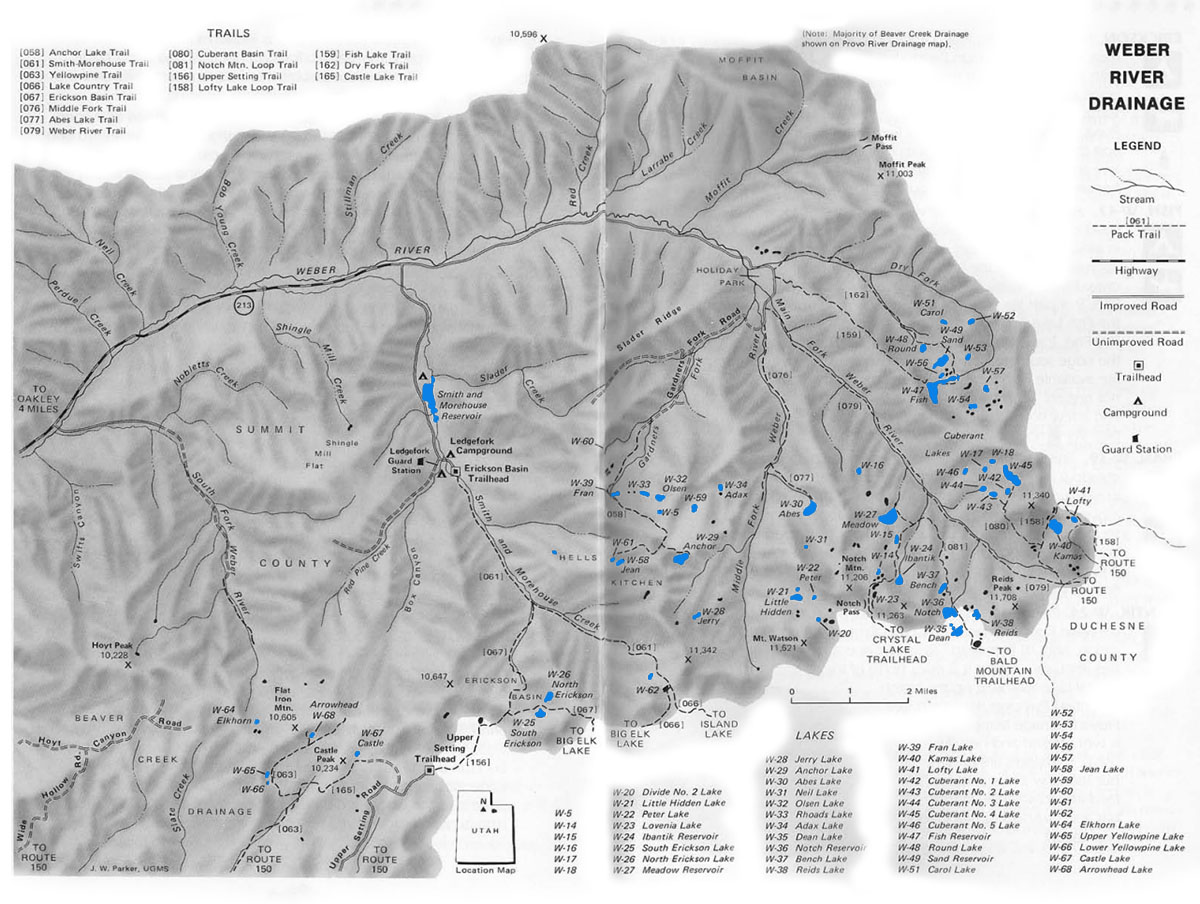 TRAILS
[058] Anchor Lake Trail
[061] Smith-Morehouse Trail
[063] Yellowpine Trail
[066] Lake Country Trail
[067] Erickson Basin Trail
[076] Middle Fork Trail
[077] Abes Lake Trail
[079] Weber River Trail
[080] Cuberant Basin Trail
[081] Notch Mtn. Loop Trail
[156] Upper Setting Trail
[158] Lofty Lake Loop Trail
[159] Fish Lake Trail
[162] Dry Fork Trail
[165] Castle Lake Trail
10,596
(Note: Majority of Beaver Creek Drainage
shown on Provo River Drainage map).
WEBER
RIVER
DRAINAGE
LEGEND
Stream
[061]
Pack Trail
Highway
Improved Road
Unimproved Road
Trailhead
Campground
Guard Station
MOFFIT
BASIN
Moffit
Pass
Moffit Peak
11,003
Bob Young Creek
Stillman Creek
Red Creek
Larrabe Creek
Moffit Creek
Neil Creek
Perdue Creek
WEBER RIVER
213
HOLIDAY
PARK
Dry Fork
[162]
[159]
Main Fork Weber River
Slader Ridge
Gardners Fork Road
Gardners Fork
[076]
[079]
W-51
Carol
W-52
W-49
Sand
W-48
Round
W-53
W-56
W-57
W-47
Fish
W-54
Shingle Mill Creek
Nobletts Creek
Slader Creek
TO
OAKLEY
4 MILES
Smith and
Morehouse
Reservoir
SUMMIT
Shingle
Mill
Flat
Ledgefork
Campground
Ledgefork
Guard
Station
Erickson Basin
Trailhead
W-60
W-39
Fran
W-33
W-32
Olsen
W-5
W-59
W-34
Adax
058]
W-61
W-58
Jean
W-29
Anchor
W-28
Jerry
HELLS
KITCHEN
[077]
W-30
Abes
W-31
W-22
Peter
W-21
Little
Hidden
W-20
Middle Fork Weber River
W-16
W-27
Meadow
W-15
W-14
W-24
Ibantik
[081]
W-37
Bench
W-23
11,263
W-36
Notch
W-35
Dean
W-38
Reids
Notch
Mtn.
11,206
Notch
Pass
Mt. Watson
11,521
Reids
Peak
11,708
Cuberant
Lakes
W-17
W-18
W-46
W-45
W-42
W-44
W-43
11,340
[080]
[158]
W-41
Lofty
W-40
Kamas
[158]
TO
ROUTE
150
[079]
TO
ROUTE
150
DUCHESNE
COUNTY
TO
CRYSTAL
LAKE
TRAILHEAD
TO
BALD
MOUNTAIN
TRAILHEAD
Swifts Canyon
South Fork Weber River
COUNTY
Red Pine Creek
Box Canyon
Smith and Morehouse Creek
[061]
[061]
11,342
W-62
[066]
[066]
TO
ISLAND
LAKE
TO
BIG ELK
LAKE
[067]
10,647
ERICKSON
BASIN
W-26
North
Erickson
[067]
W-25
South
Erickson
TO
BIG ELK
LAKE
Hoyt Peak
10,228
Flat
Iron
Mtn.
10,605
W-64
Elkhorn
Arrowhead
W-68
W-67
Castle
Castle
Peak
10,234
W-65
[063]
W-66
[165]
[063]
Upper
Setting
Trailhead
[156]
BEAVER
CREEK
DRAINAGE
Hoyt Canyon Road
Wide Hollow Rd.
Slate Creek
Upper Setting Road
TO
ROUTE
150
TO
ROUTE
150
TO
ROUTE
150
J. W. Parker, UGMS
N
UTAH
Location Map
0 1 2 Miles
LAKES
W-5
W-14
W-15
W-16
W-17
W-18
W-20 Divide No. 2 Lake
W-21 Little Hidden Lake
W-22 Peter Lake
W-23 Lovenia Lake
W-24 Ibantik Reservoir
W-25 South Erickson Lake
W-26 North Erickson Lake
W-27 Meadow Reservoir
W-28 Jerry Lake
W-29 Anchor Lake
W-30 Abes Lake
W-31 Neil Lake
W-32 Olsen Lake
W-33 Rhoads Lake
W-34 Adax Lake
W-35 Dean Lake
W-36 Notch Reservoir
W-37 Bench Lake
W-38 Reids Lake
W-39 Fran Lake
W-40 Kamas Lake
W-41 Lofty Lake
W-42 Cuberant No. 1 Lake
W-43 Cuberant No. 2 Lake
W-44 Cuberant No. 3 Lake
W-45 Cuberant No. 4 Lake
W-46 Cuberant No. 5 Lake
W-47 Fish Reservoir
W-48 Round Lake
W-49 Sand Reservoir
W-51 Carol Lake
W-52
W-53
W-54
W-56
W-57
W-58 Jean Lake
W-59
W-60
W-61
W-62
W-64 Elkhorn Lake
W-65 Upper Yellowpine Lake
W-66 Lower Yellowpine Lake
W-67 Castle Lake
W-68 Arrowhead Lake